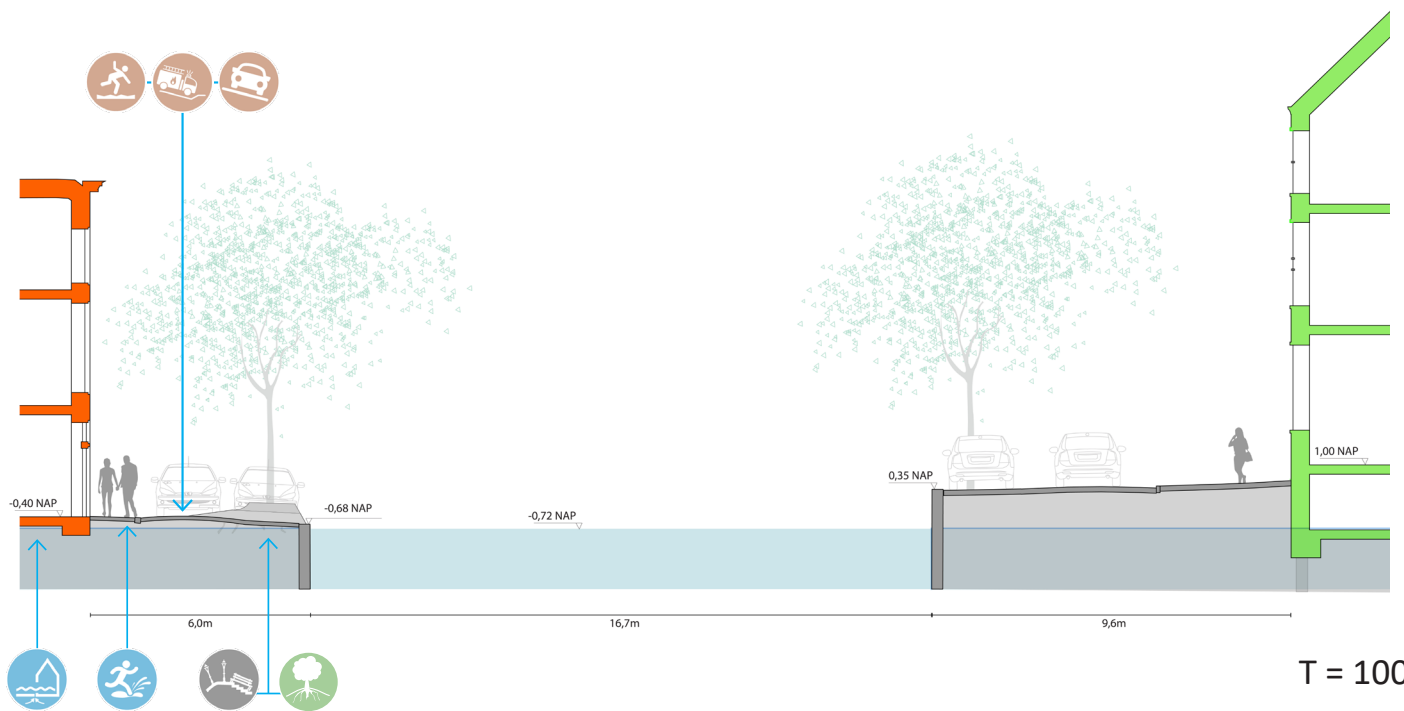 1,00 NAP
0,35 NAP
-0,40 NAP
-0,68 NAP
-0,72 NAP
6,0m
16,7m
9,6m
T = 100